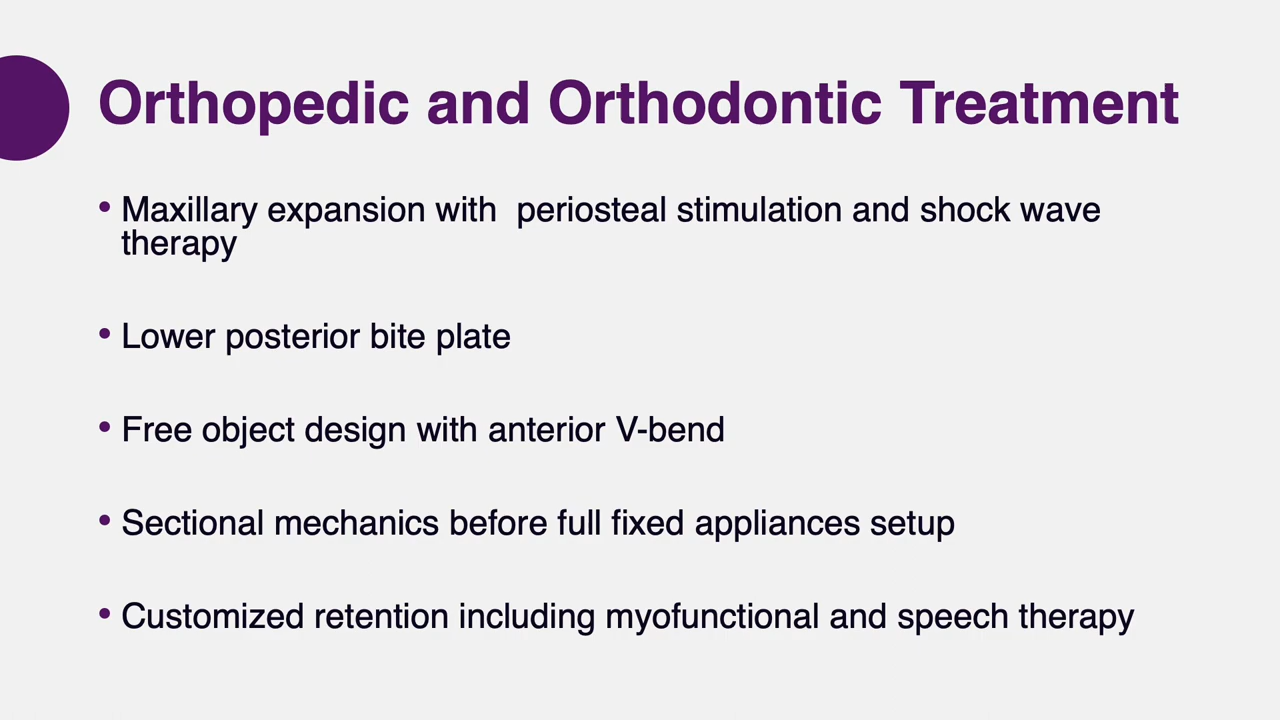 Orthopedic and Orthodontic Treatment
• Maxillary expansion with  periosteal stimulation and shock wave
therapy
• Lower posterior bite plate
• Free object design with anterior V-bend
• Sectional mechanics before full fixed appliances setup
• Customized retention including myofunctional and speech therapy